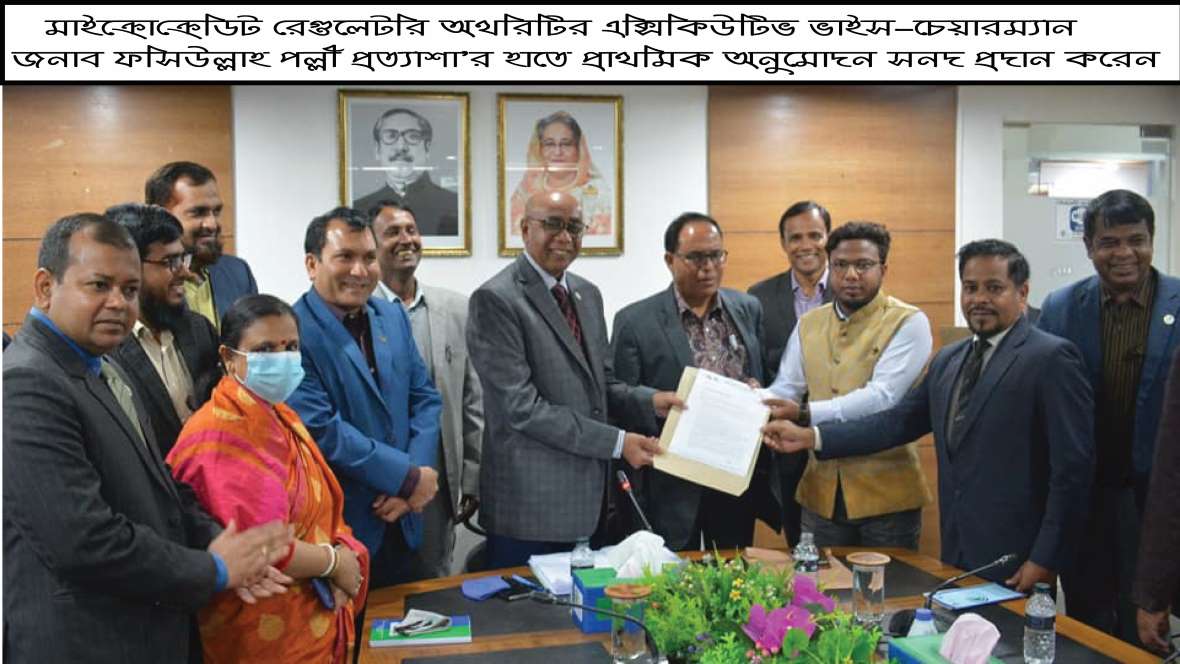 মাইক্রোক্রেডিট রেগুলেটরি অথরিটির এক্সিকিউটিভ ভাইস-চেয়ারম্যান
জনাব ফসিউল্লাহ পল্লী প্রত্যাশা'র হাতে প্রাথমিক অনুমোদন সনদ প্রদান করেন